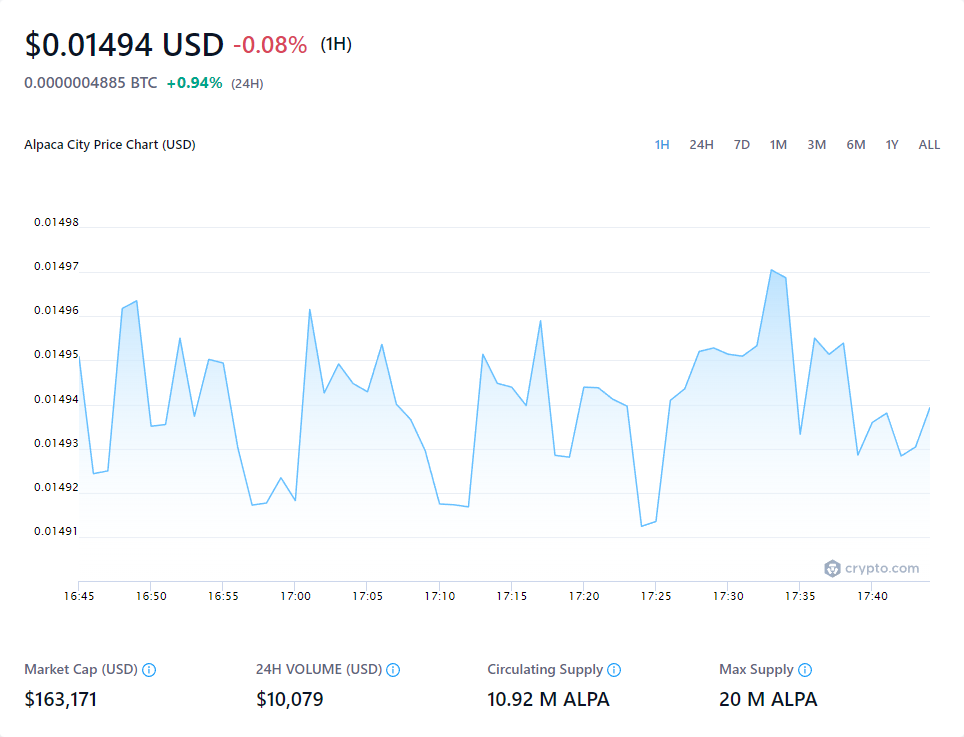 $0.01494 USD -0.08% (1H)
0.0000004885 BTC +0.94% (24H)
Alpaca City Price Chart (USD) 1H 24H 7D 1M 3M 6M 1Y ALL
0.01498
0.01497
0.01496
0.01495
0.01494
0.01493
0.01492
0.01491
crypto.com
16:45 16:50 16:55 17:00 17:05 17:10 17:15 17:20 17:25 17:30 17:35 17:40
Market Cap (USD) 24H VOLUME (USD) Circulating Supply Max Supply
$163,171 $10,079 10.92 M ALPA 20 M ALPA